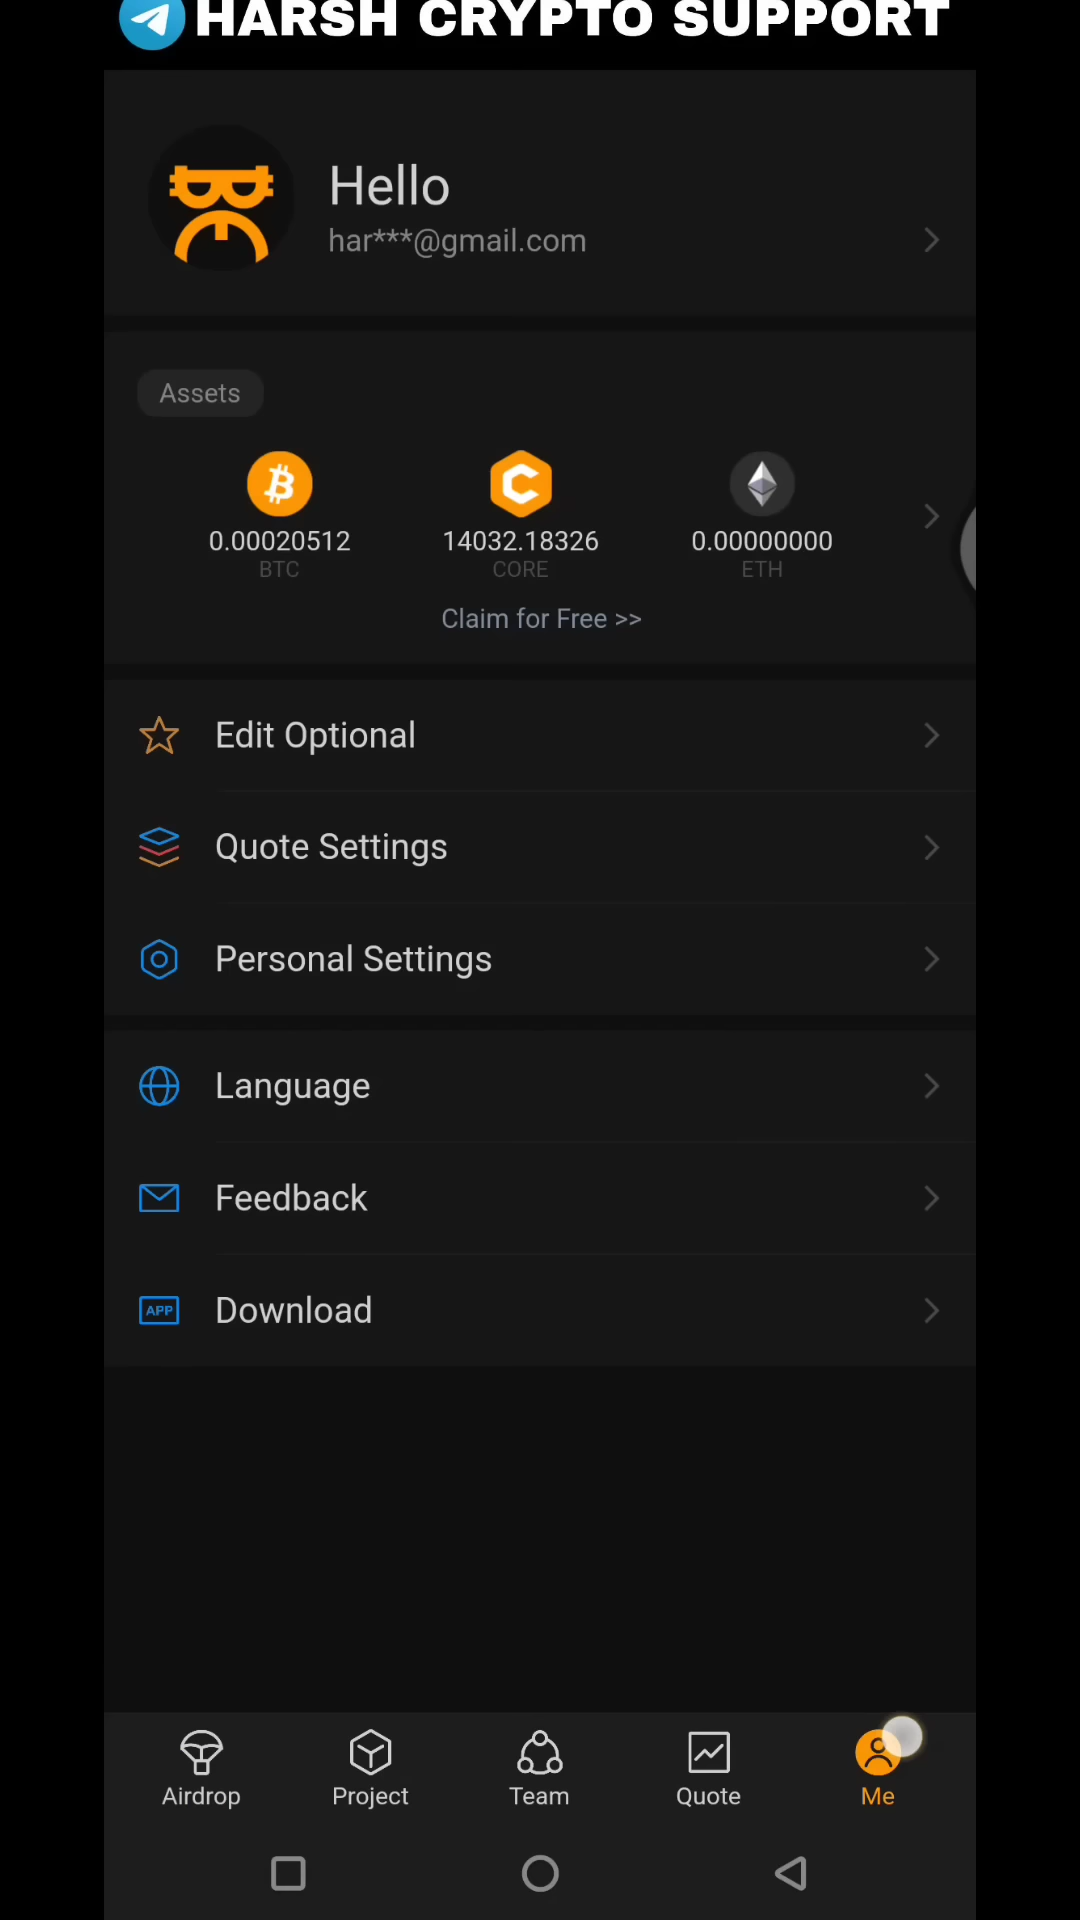 HARSH CRYPTO SUPPORT
Hello
har***@gmail.com
Assets
0.00020512 14032.18326 0.00000000
BTC CORE ETH
Claim for Free >>
Edit Optional
Quote Settings
Personal Settings
Language
Feedback
APP Download
Airdrop Project Team Quote Me